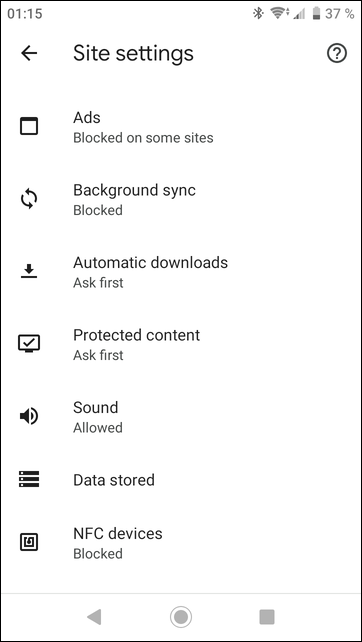 01:15
37 %
Site settings
Ads
Blocked on some sites
Background sync
Blocked
Automatic downloads
Ask first
Protected content
Ask first
Sound
Allowed
Data stored
NFC devices
Blocked